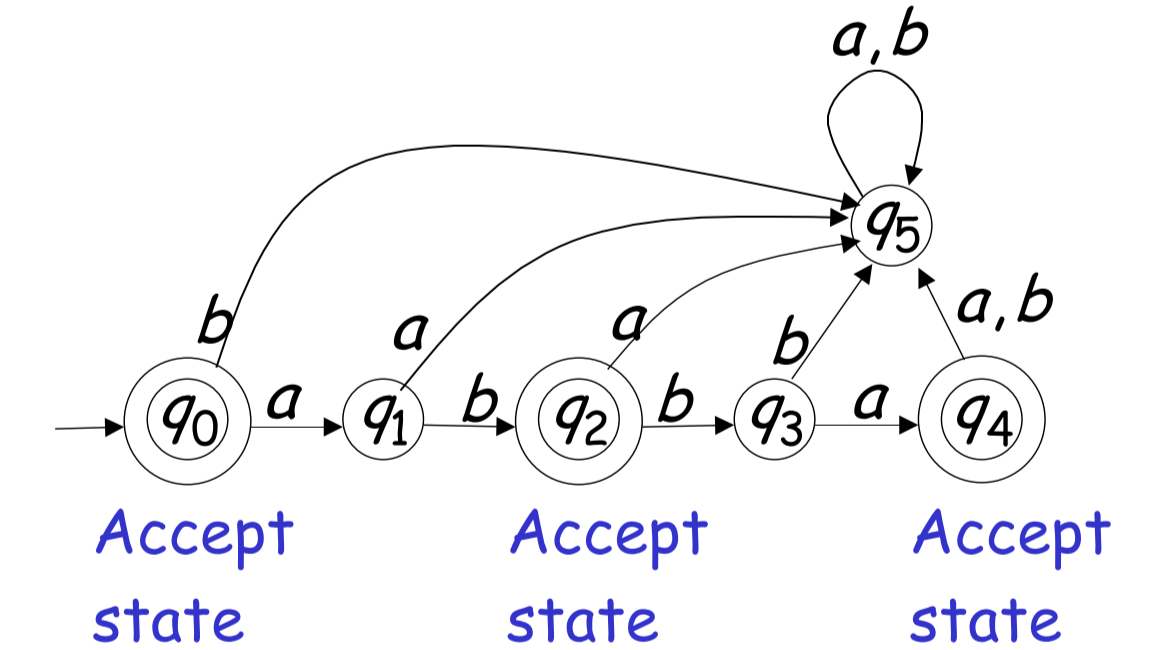 a,b
q5
b
a
a
b
a,b
q0
a
q1
b
q2
b
q3
a
q4
Accept
state
Accept
state
Accept
state